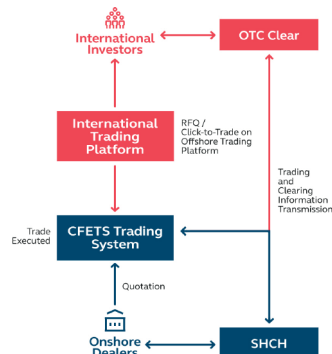 International
Investors
OTC Clear
International
Trading
Platform
RFQ /
Click-to-Trade on
Offshore Trading
Platform
Trading
and
Clearing
Information
Transmission
Trade
Executed
CFETS Trading
System
Quotation
Onshore
Dealers
SHCH